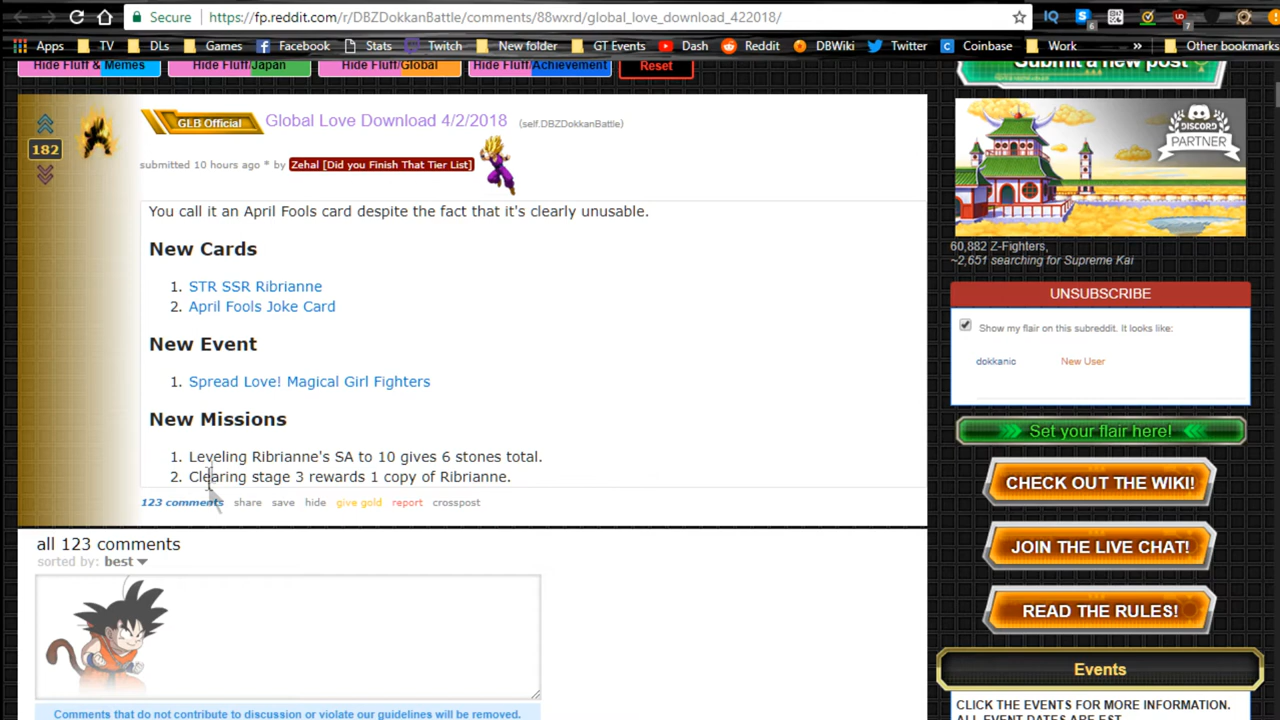 Secure https://fp.reddit.com/r/DBZDokkanBattle/comments/88wxrd/global_love_download_422018/
IQ 6 UD 7
Apps TV DLs Games Facebook Stats Twitch New folder GT Events Dash Reddit DBWiki Twitter Coinbase Work » Other bookmarks
Hide Fluff & Memes Hide Fluff/Japan Hide Fluff/Global Hide Fluff/Achievement Reset
Submit a new post
182 GLB Official Global Love Download 4/2/2018 (self.DBZDokkanBattle)
submitted 10 hours ago * by Zehal [Did you Finish That Tier List]
You call it an April Fools card despite the fact that it's clearly unusable.
New Cards
1. STR SSR Ribrianne
2. April Fools Joke Card
New Event
1. Spread Love! Magical Girl Fighters
New Missions
1. Leveling Ribrianne's SA to 10 gives 6 stones total.
2. Clearing stage 3 rewards 1 copy of Ribrianne.
123 comments share save hide give gold report crosspost
all 123 comments
sorted by: best
Comments that do not contribute to discussion or violate our guidelines will be removed.
DISCORD
PARTNER
60,882 Z-Fighters,
~2,651 searching for Supreme Kai
UNSUBSCRIBE
Show my flair on this subreddit. It looks like:
dokkanic New User
Set your flair here!
CHECK OUT THE WIKI!
JOIN THE LIVE CHAT!
READ THE RULES!
Events
CLICK THE EVENTS FOR MORE INFORMATION.
ALL EVENT DATES ARE EST